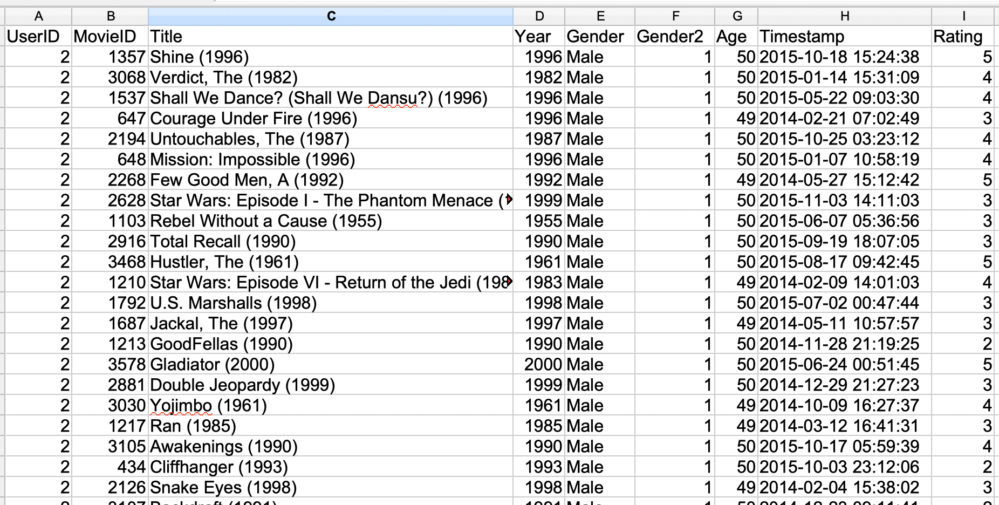 A B C D E F G H I
UserID MovieID Title Year Gender Gender2 Age Timestamp Rating
2 1357 Shine (1996) 1996 Male 1 50 2015-10-18 15:24:38 5
2 3068 Verdict, The (1982) 1982 Male 1 50 2015-01-14 15:31:09 4
2 1537 Shall We Dance? (Shall We Dansu?) (1996) 1996 Male 1 50 2015-05-22 09:03:30 4
2 647 Courage Under Fire (1996) 1996 Male 1 49 2014-02-21 07:02:49 3
2 2194 Untouchables, The (1987) 1987 Male 1 50 2015-10-25 03:23:12 4
2 648 Mission: Impossible (1996) 1996 Male 1 50 2015-01-07 10:58:19 4
2 2268 Few Good Men, A (1992) 1992 Male 1 49 2014-05-27 15:12:42 5
2 2628 Star Wars: Episode I - The Phantom Menace ( 1999 Male 1 50 2015-11-03 14:11:03 3
2 1103 Rebel Without a Cause (1955) 1955 Male 1 50 2015-06-07 05:36:56 3
2 2916 Total Recall (1990) 1990 Male 1 50 2015-09-19 18:07:05 3
2 3468 Hustler, The (1961) 1961 Male 1 50 2015-08-17 09:42:45 5
2 1210 Star Wars: Episode VI - Return of the Jedi (198 1983 Male 1 49 2014-02-09 14:01:03 4
2 1792 U.S. Marshalls (1998) 1998 Male 1 50 2015-07-02 00:47:44 3
2 1687 Jackal, The (1997) 1997 Male 1 49 2014-05-11 10:57:57 3
2 1213 GoodFellas (1990) 1990 Male 1 50 2014-11-28 21:19:25 2
2 3578 Gladiator (2000) 2000 Male 1 50 2015-06-24 00:51:45 5
2 2881 Double Jeopardy (1999) 1999 Male 1 50 2014-12-29 21:27:23 3
2 3030 Yojimbo (1961) 1961 Male 1 49 2014-10-09 16:27:37 4
2 1217 Ran (1985) 1985 Male 1 49 2014-03-12 16:41:31 3
2 3105 Awakenings (1990) 1990 Male 1 50 2015-10-17 05:59:39 4
2 434 Cliffhanger (1993) 1993 Male 1 50 2015-10-03 23:12:06 2
2 2126 Snake Eyes (1998) 1998 Male 1 49 2014-02-04 15:38:02 3